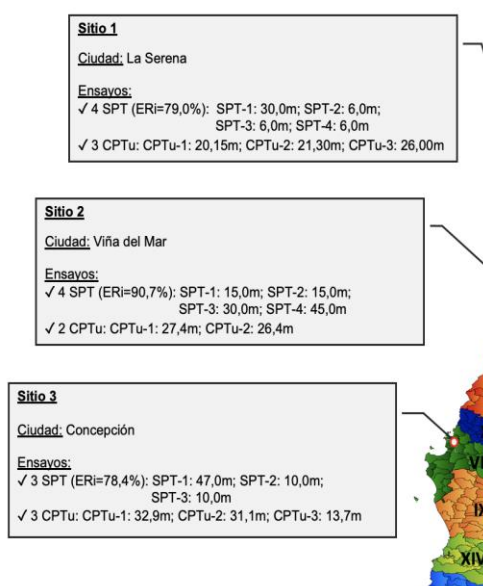 Sitio 1
Ciudad: La Serena
Ensayos:
✓ 4 SPT (ERi=79,0%): SPT-1: 30,0m; SPT-2: 6,0m;
SPT-3: 6,0m; SPT-4: 6,0m
✓ 3 CPTu: CPTu-1: 20,15m; CPTu-2: 21,30m; CPTu-3: 26,00m
Sitio 2
Ciudad: Viña del Mar
Ensayos:
✓ 4 SPT (ERi=90,7%): SPT-1: 15,0m; SPT-2: 15,0m;
SPT-3: 30,0m; SPT-4: 45,0m
✓ 2 CPTu: CPTu-1: 27,4m; CPTu-2: 26,4m
Sitio 3
Ciudad: Concepción
Ensayos:
✓ 3 SPT (ERi=78,4%): SPT-1: 47,0m; SPT-2: 10,0m;
SPT-3: 10,0m
✓ 3 CPTu: CPTu-1: 32,9m; CPTu-2: 31,1m; CPTu-3: 13,7m
XIV